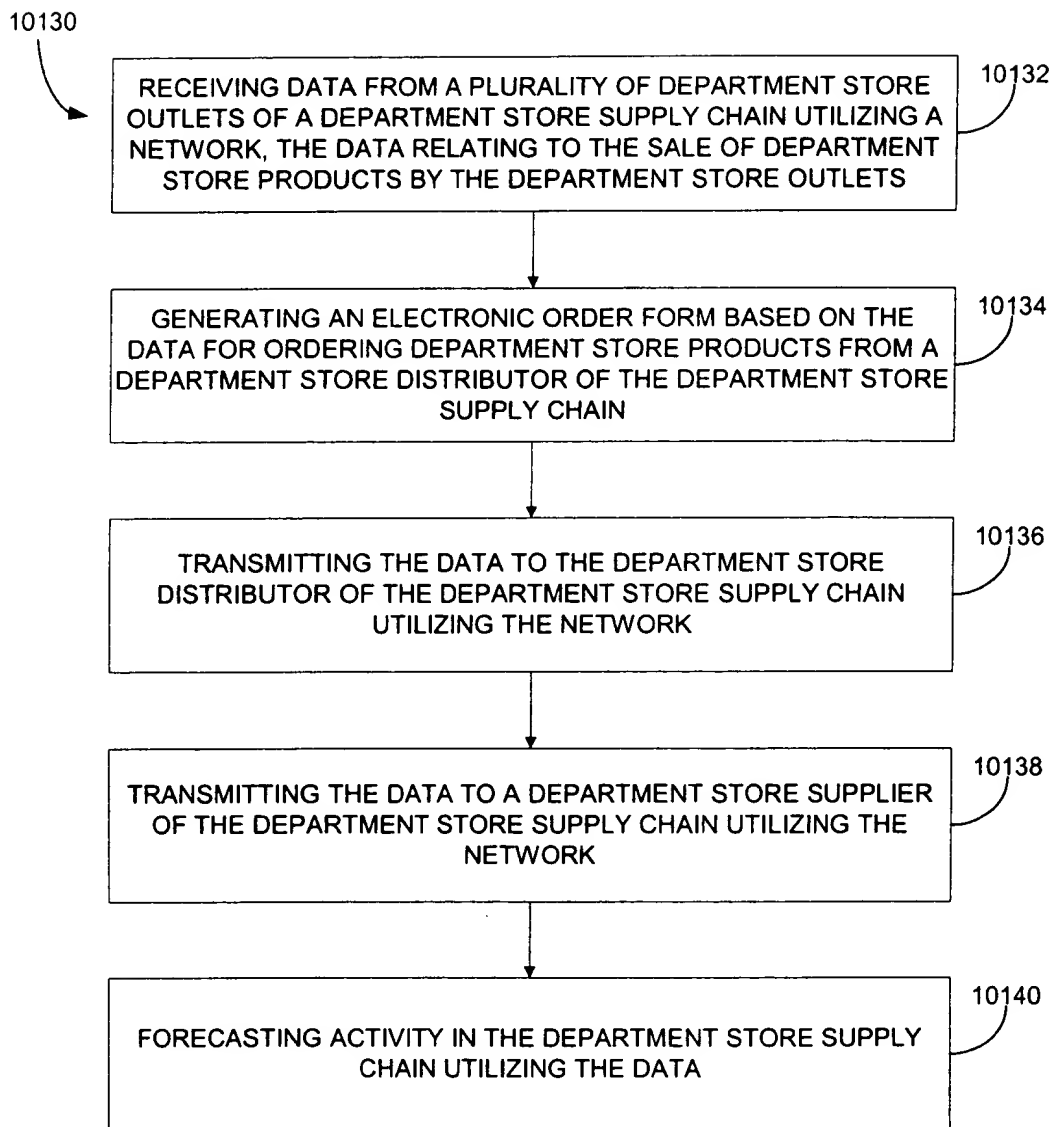 10130
RECEIVING DATA FROM A PLURALITY OF DEPARTMENT STORE
OUTLETS OF A DEPARTMENT STORE SUPPLY CHAIN UTILIZING A
NETWORK, THE DATA RELATING TO THE SALE OF DEPARTMENT
STORE PRODUCTS BY THE DEPARTMENT STORE OUTLETS
10132
GENERATING AN ELECTRONIC ORDER FORM BASED ON THE
DATA FOR ORDERING DEPARTMENT STORE PRODUCTS FROM A
DEPARTMENT STORE DISTRIBUTOR OF THE DEPARTMENT STORE
SUPPLY CHAIN
10134
TRANSMITTING THE DATA TO THE DEPARTMENT STORE
DISTRIBUTOR OF THE DEPARTMENT STORE SUPPLY CHAIN
UTILIZING THE NETWORK
10136
TRANSMITTING THE DATA TO A DEPARTMENT STORE SUPPLIER
OF THE DEPARTMENT STORE SUPPLY CHAIN UTILIZING THE
NETWORK
10138
FORECASTING ACTIVITY IN THE DEPARTMENT STORE SUPPLY
CHAIN UTILIZING THE DATA
10140